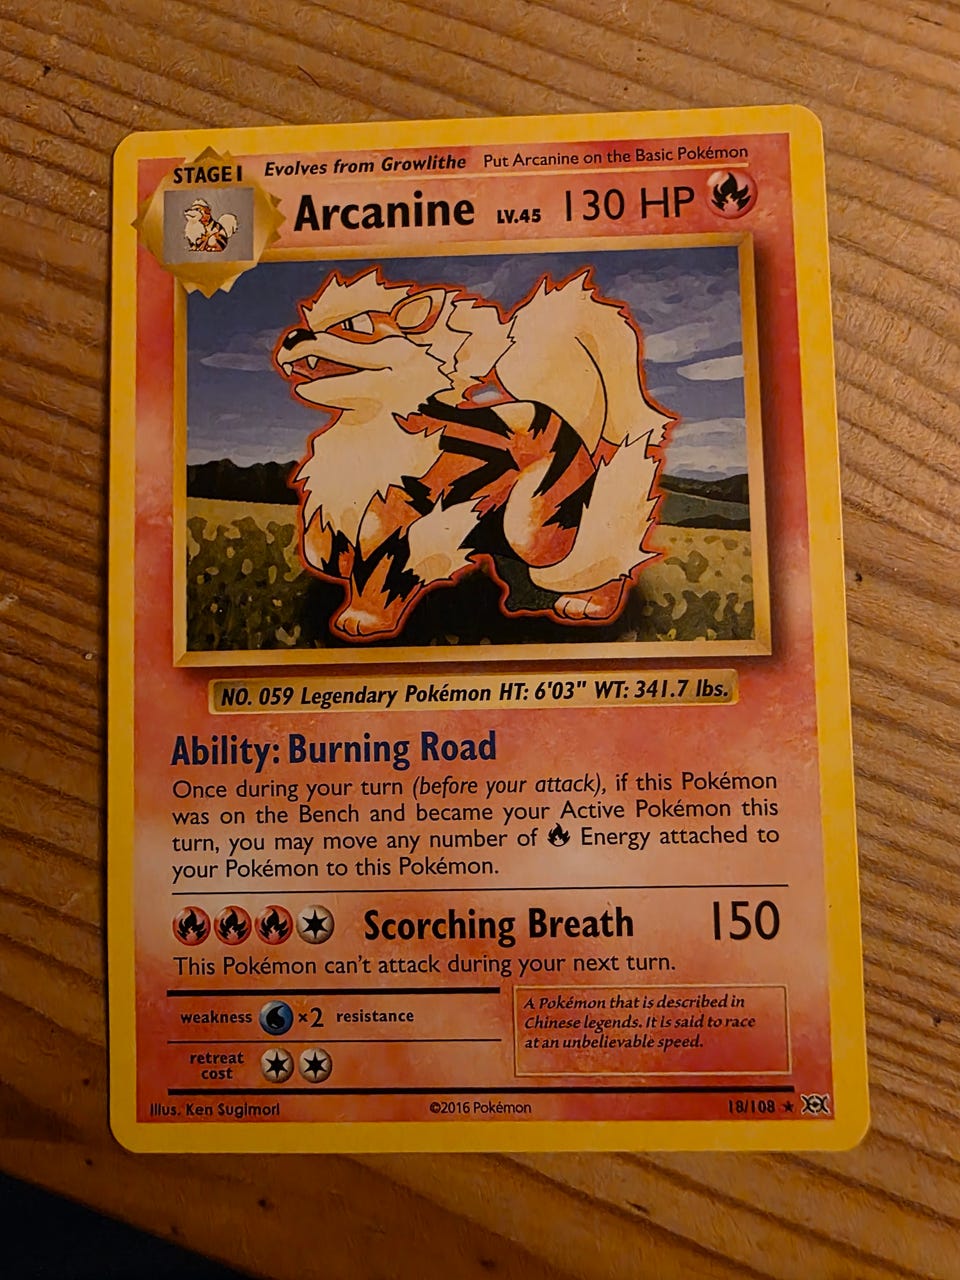 STAGE 1 Evolves from Growlithe Put Arcanine on the Basic Pokémon
Arcanine LV.45 130 HP
NO. 059 Legendary Pokémon HT: 6'03" WT: 341.7 lbs.
Ability: Burning Road
Once during your turn (before your attack), if this Pokémon
was on the Bench and became your Active Pokémon this
turn, you may move any number of Energy attached to
your Pokémon to this Pokémon.
Scorching Breath 150
This Pokémon can't attack during your next turn.
weakness ×2 resistance
retreat
cost
A Pokémon that is described in
Chinese legends. It is said to race
at an unbelievable speed.
Illus. Ken Sugimori ©2016 Pokémon 18/108 ★